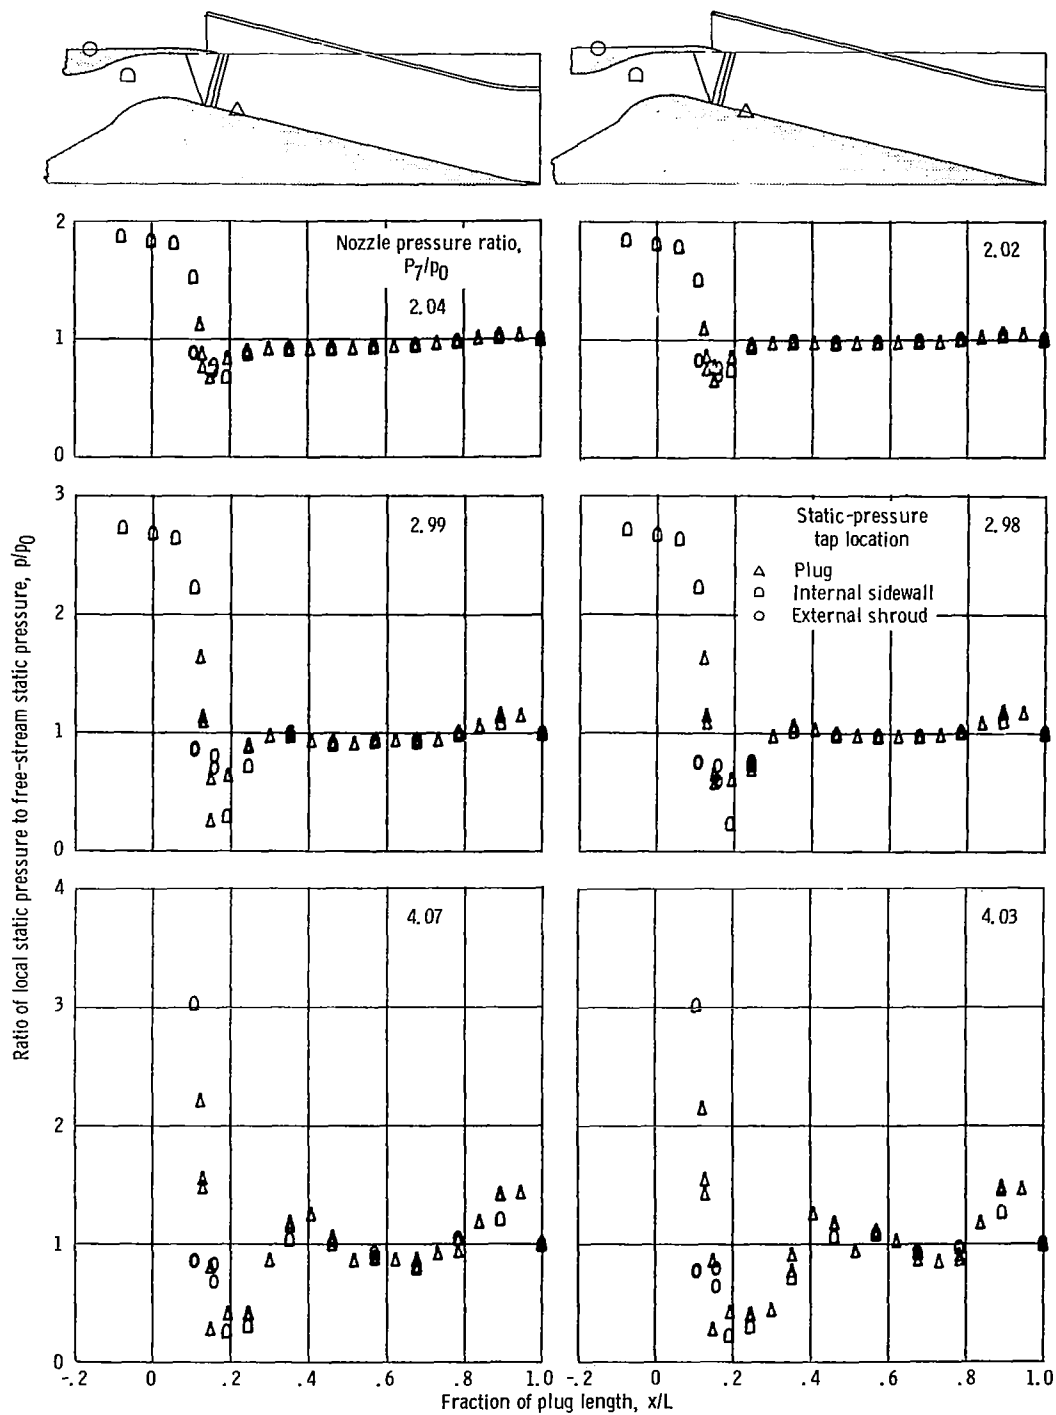 2
1
0
Nozzle pressure ratio,
P7/p0
2.04
2.02
3
2
1
0
2.99
2.98
Static-pressure
tap location
Plug
Internal sidewall
External shroud
Ratio of local static pressure to free-stream static pressure, p/p0
4
3
2
1
0
4.07
4.03
-.2 0 .2 .4 .6 .8 1.0 -.2 0 .2 .4 .6 .8 1.0
Fraction of plug length, x/L